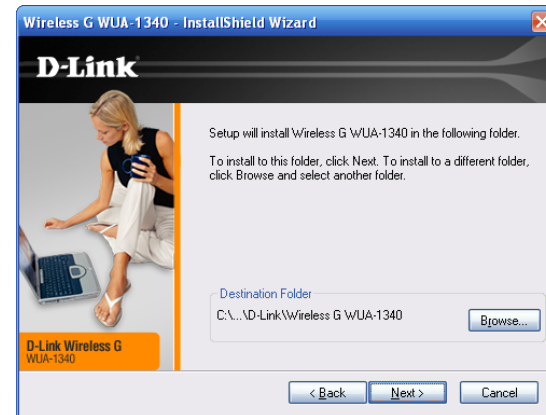 Wireless G WUA-1340 - InstallShield Wizard
D-Link
Setup will install Wireless G WUA-1340 in the following folder.
To install to this folder, click Next. To install to a different folder,
click Browse and select another folder.
Destination Folder
C:\...\D-Link\Wireless G WUA-1340
Browse...
D-Link Wireless G
WUA-1340
< Back
Next >
Cancel